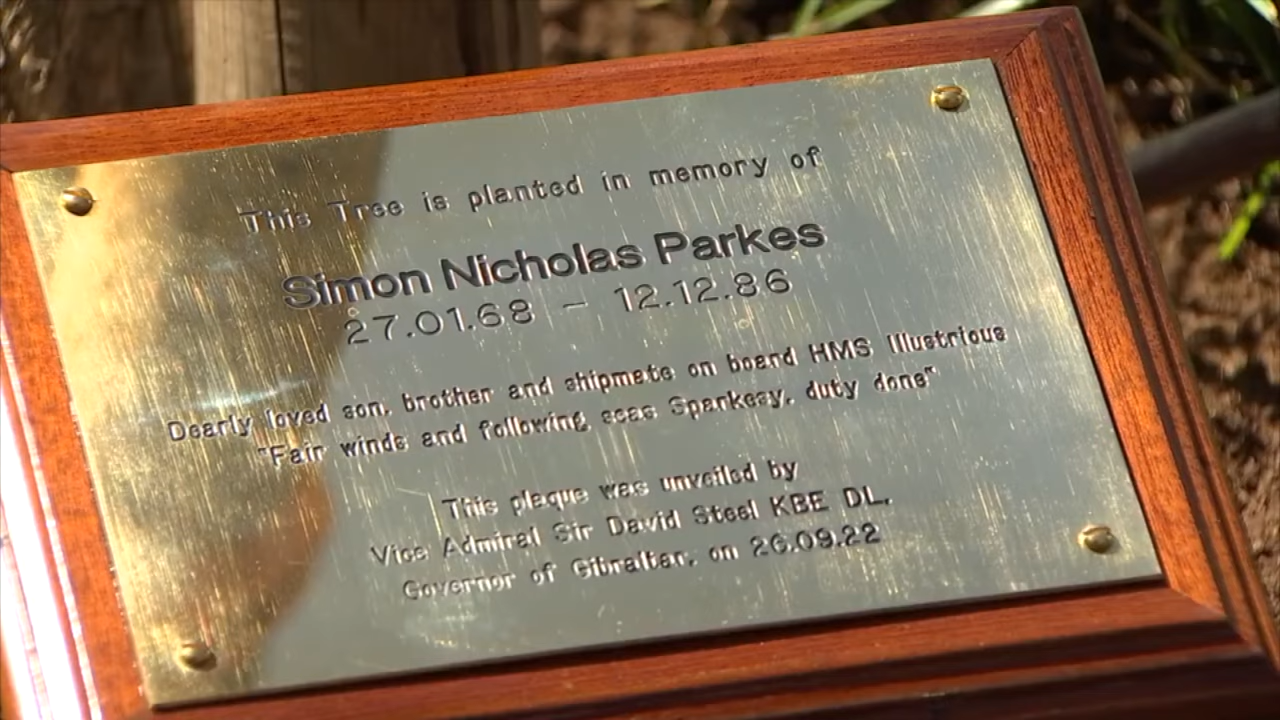 This Tree is planted in memory of
Simon Nicholas Parkes
27.01.68 - 12.12.86
Dearly loved son, brother and shipmate on board HMS Illustrious
"Fair winds and following seas Sparkesy, duty done"
This plaque was unveiled by
Vice Admiral Sir David Steel KBE DL,
Governor of Gibraltar, on 26.09.22